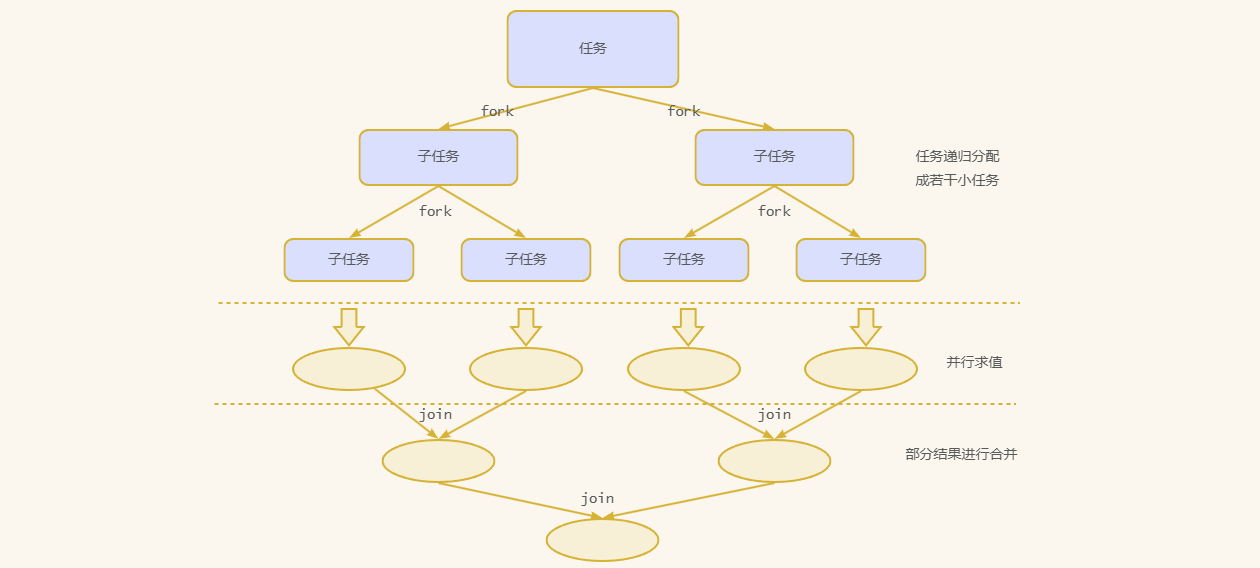 任务
fork
fork
子任务
子任务
任务递归分配
成若干小任务
fork
fork
子任务
子任务
子任务
子任务
并行求值
join
join
部分结果进行合并
join